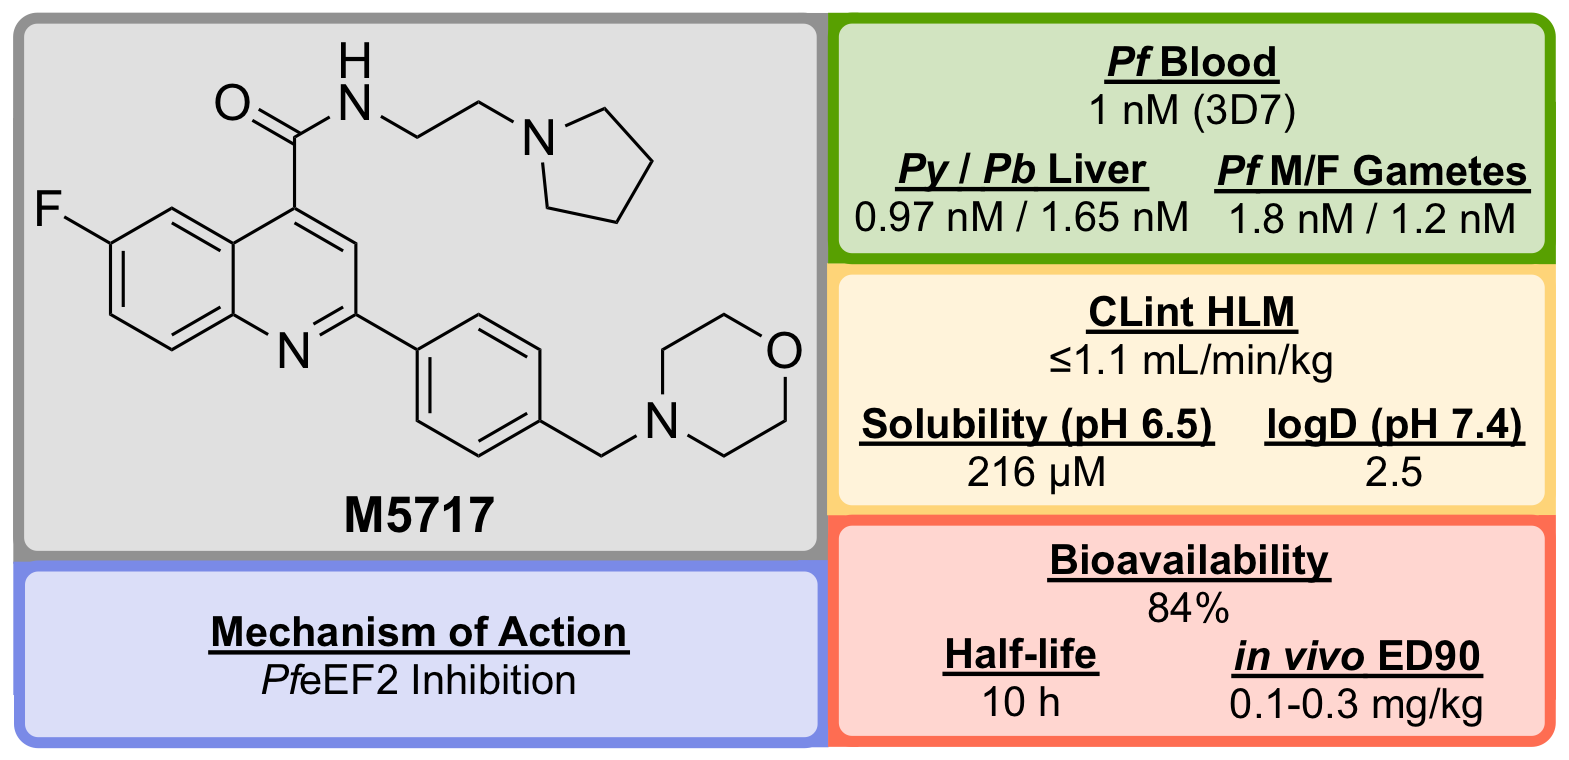 H
O
N
N
F
N
O
N
M5717
Mechanism of Action
PfeEF2 Inhibition
Pf Blood
1 nM (3D7)
Py / Pb Liver
0.97 nM / 1.65 nM
Pf M/F Gametes
1.8 nM / 1.2 nM
CLint HLM
≤1.1 mL/min/kg
Solubility (pH 6.5)
216 μM
logD (pH 7.4)
2.5
Bioavailability
84%
Half-life
10 h
in vivo ED90
0.1-0.3 mg/kg